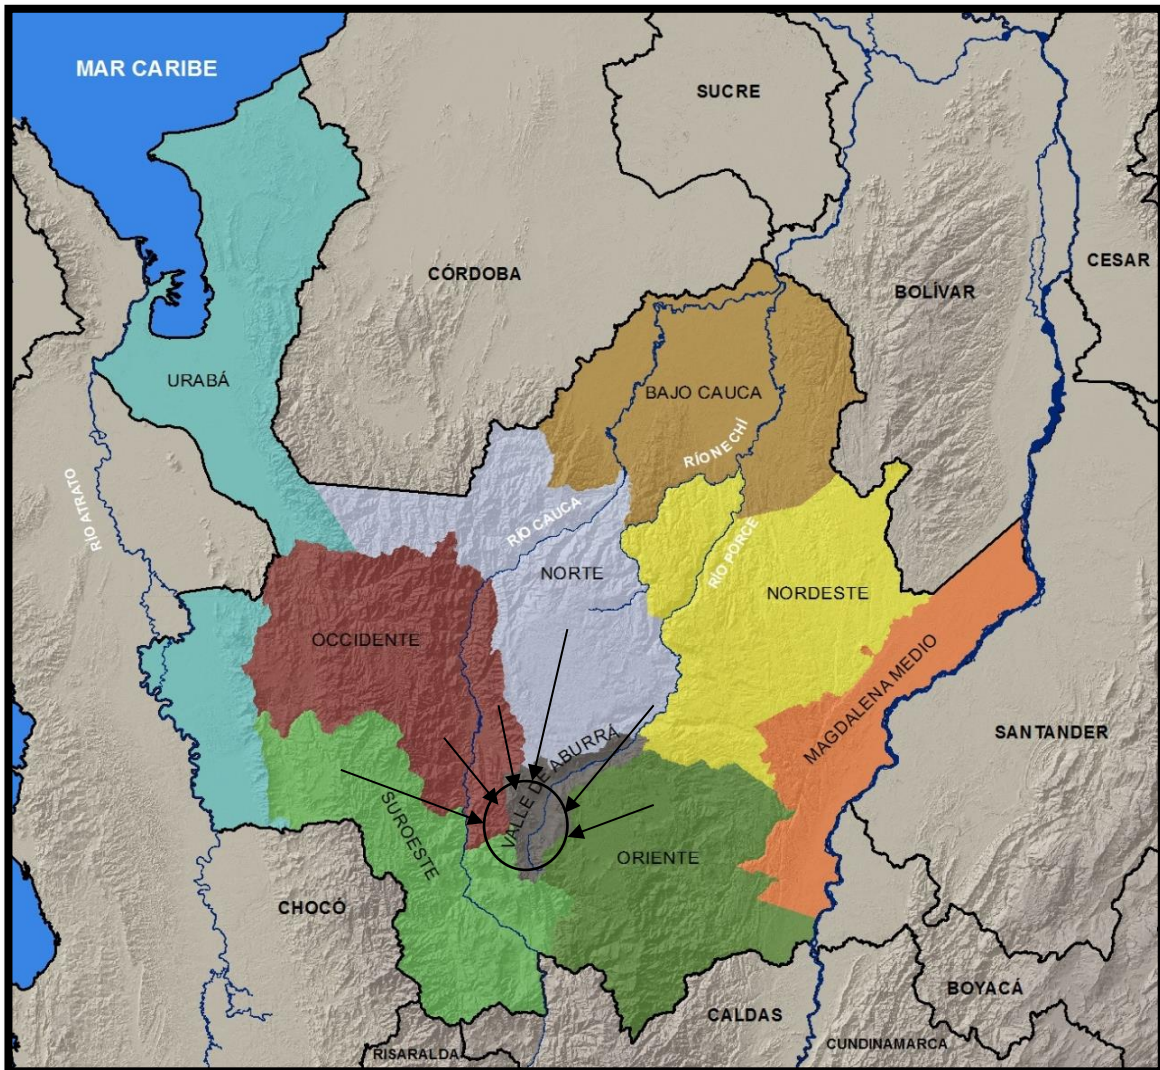 MAR CARIBE
SUCRE
CÓRDOBA
CESAR
BOLÍVAR
URABÁ
BAJO CAUCA
RÍO NECHÍ
RÍO ATRATO
RÍO CAUCA
RÍO PORCE
NORTE
NORDESTE
OCCIDENTE
MAGDALENA MEDIO
SANTANDER
VALLE DE ABURRÁ
SUROESTE
ORIENTE
CHOCÓ
BOYACÁ
CALDAS
CUNDINAMARCA
RISARALDA